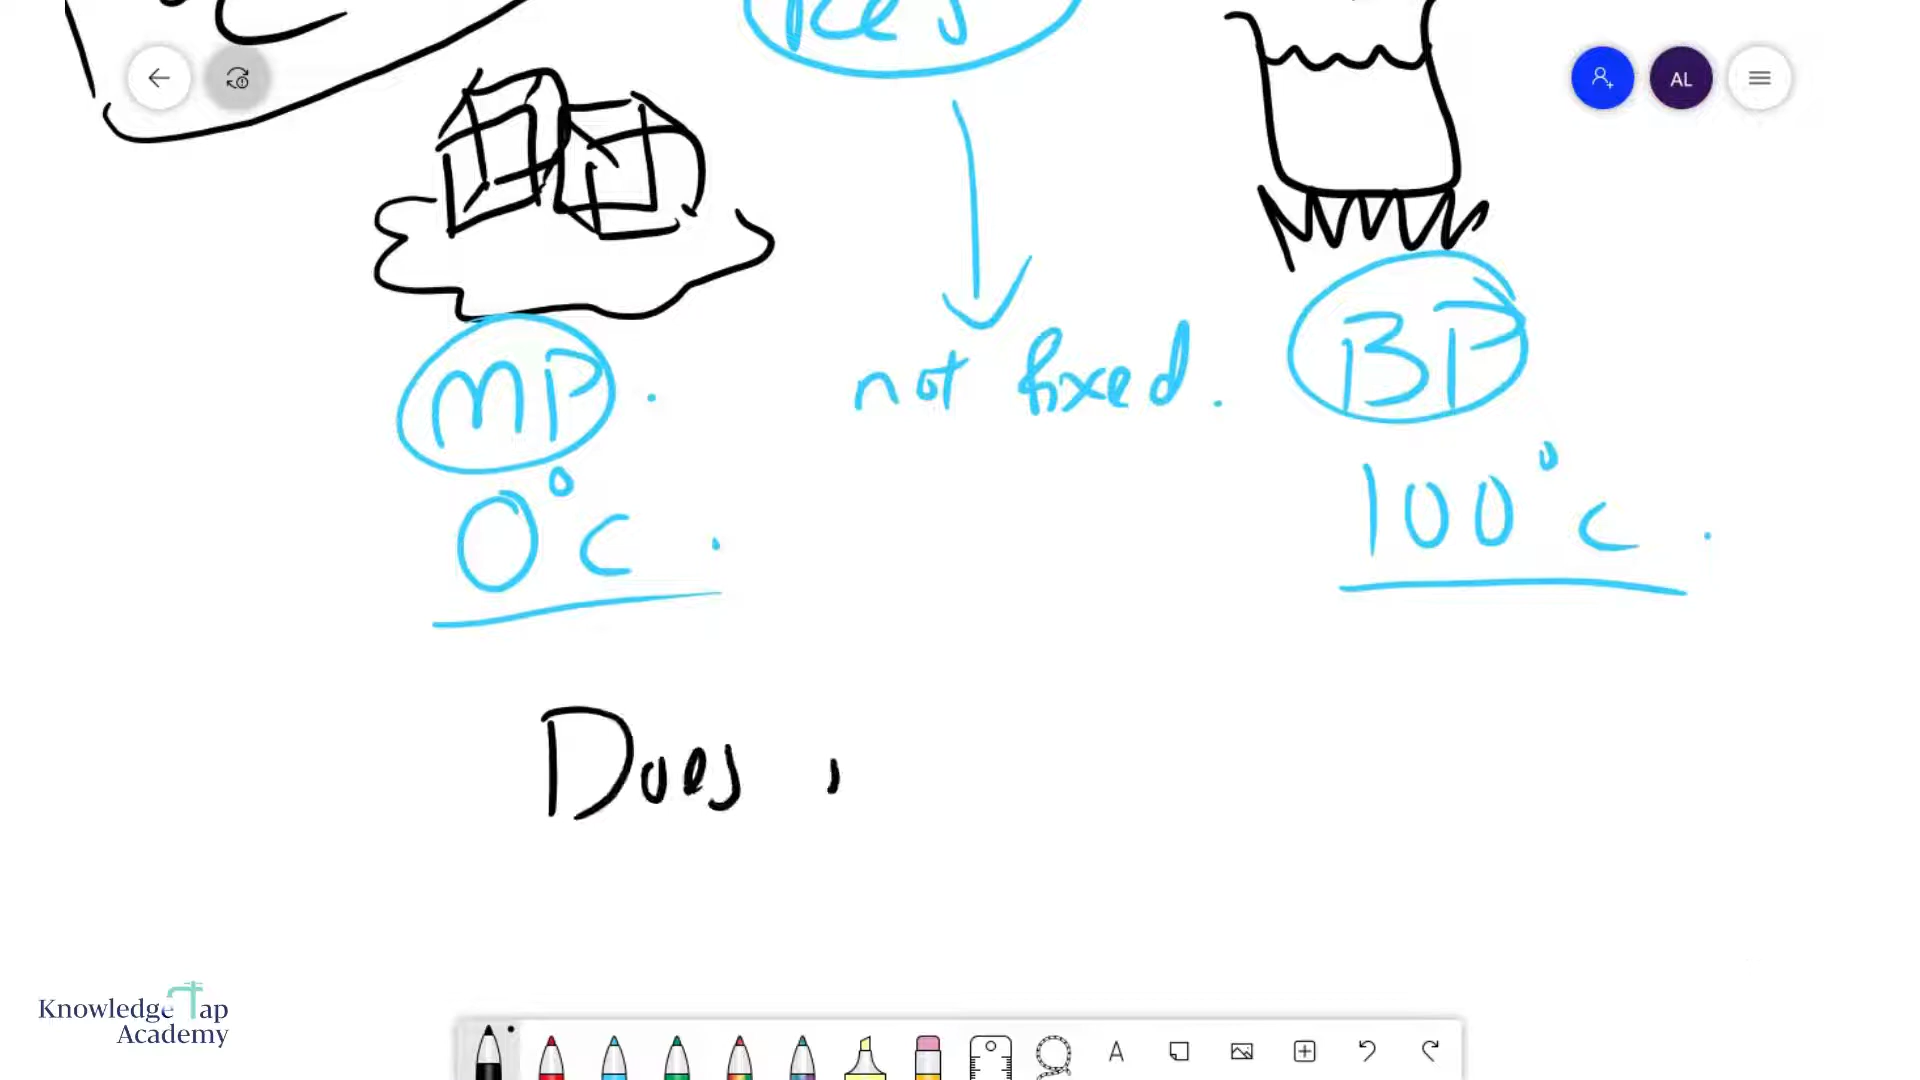 AL
MP.
not fixed.
BP
0°C.
100°C.
Does
Knowledge Tap
Academy
A